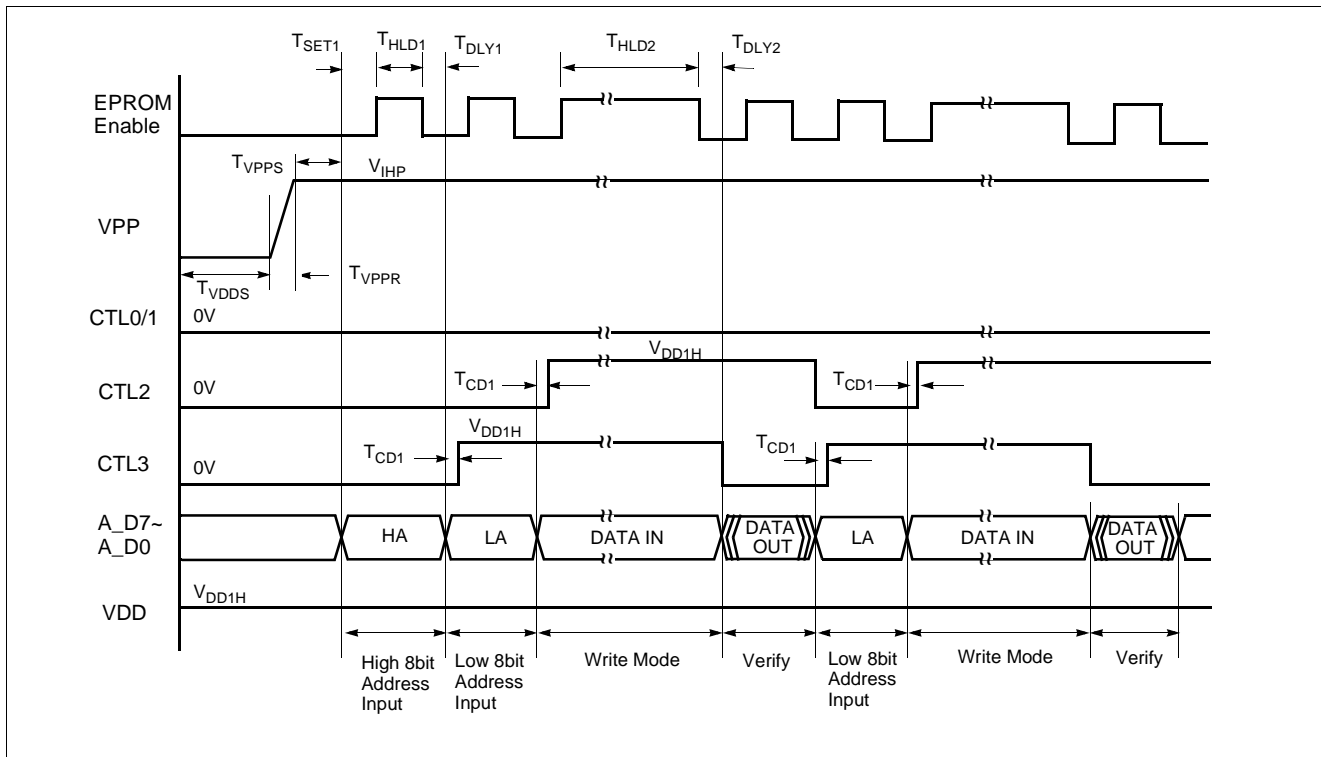 TSET1 THLD1 TDLY1 THLD2 TDLY2
EPROM
Enable
TVPPS VIHP
VPP
TVDDS TVPPR
CTL0/1 0V
VDD1H
CTL2 0V TCD1 TCD1
VDD1H
CTL3 0V TCD1 TCD1
A_D7~
A_D0
HA LA DATA IN DATA
OUT LA DATA IN DATA
OUT
VDD1H
VDD
High 8bit
Address
Input
Low 8bit
Address
Input
Write Mode
Verify
Low 8bit
Address
Input
Write Mode
Verify